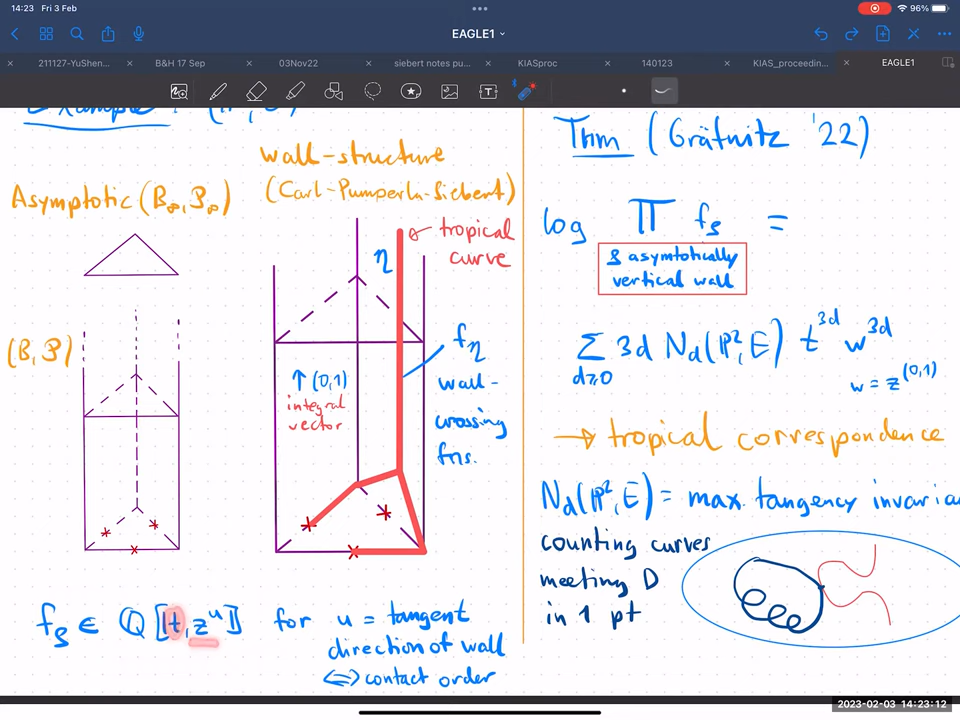 14:23 Fri 3 Feb
96%
EAGLE1
211127-YuShen...
B&H 17 Sep
03Nov22
siebert notes pu...
KIASproc
140123
KIAS_proceedin...
EAGLE1
Example :
wall-structure
(Carl-Pumperla-Siebert)
Asymptotic (B∞, P∞)
tropical
curve
η
(B, P)
↑ (0,1)
integral
vector
f_η
wall-
crossing
fns.
f_ρ ∈ Q [[t, z^u]] for u = tangent
direction of wall
⇔ contact order
Thm (Gräfnitz '22)
log ∏ f_ρ =
ρ asymtotically
vertical wall
∑ 3d N_d(P², E) t^{3d} w^{3d}
d≥0
w = z^{(0,1)}
→ tropical correspondence
N_d(P², E) = max. tangency invaria
counting curves
meeting D
in 1 pt
2023-02-03 14:23:12